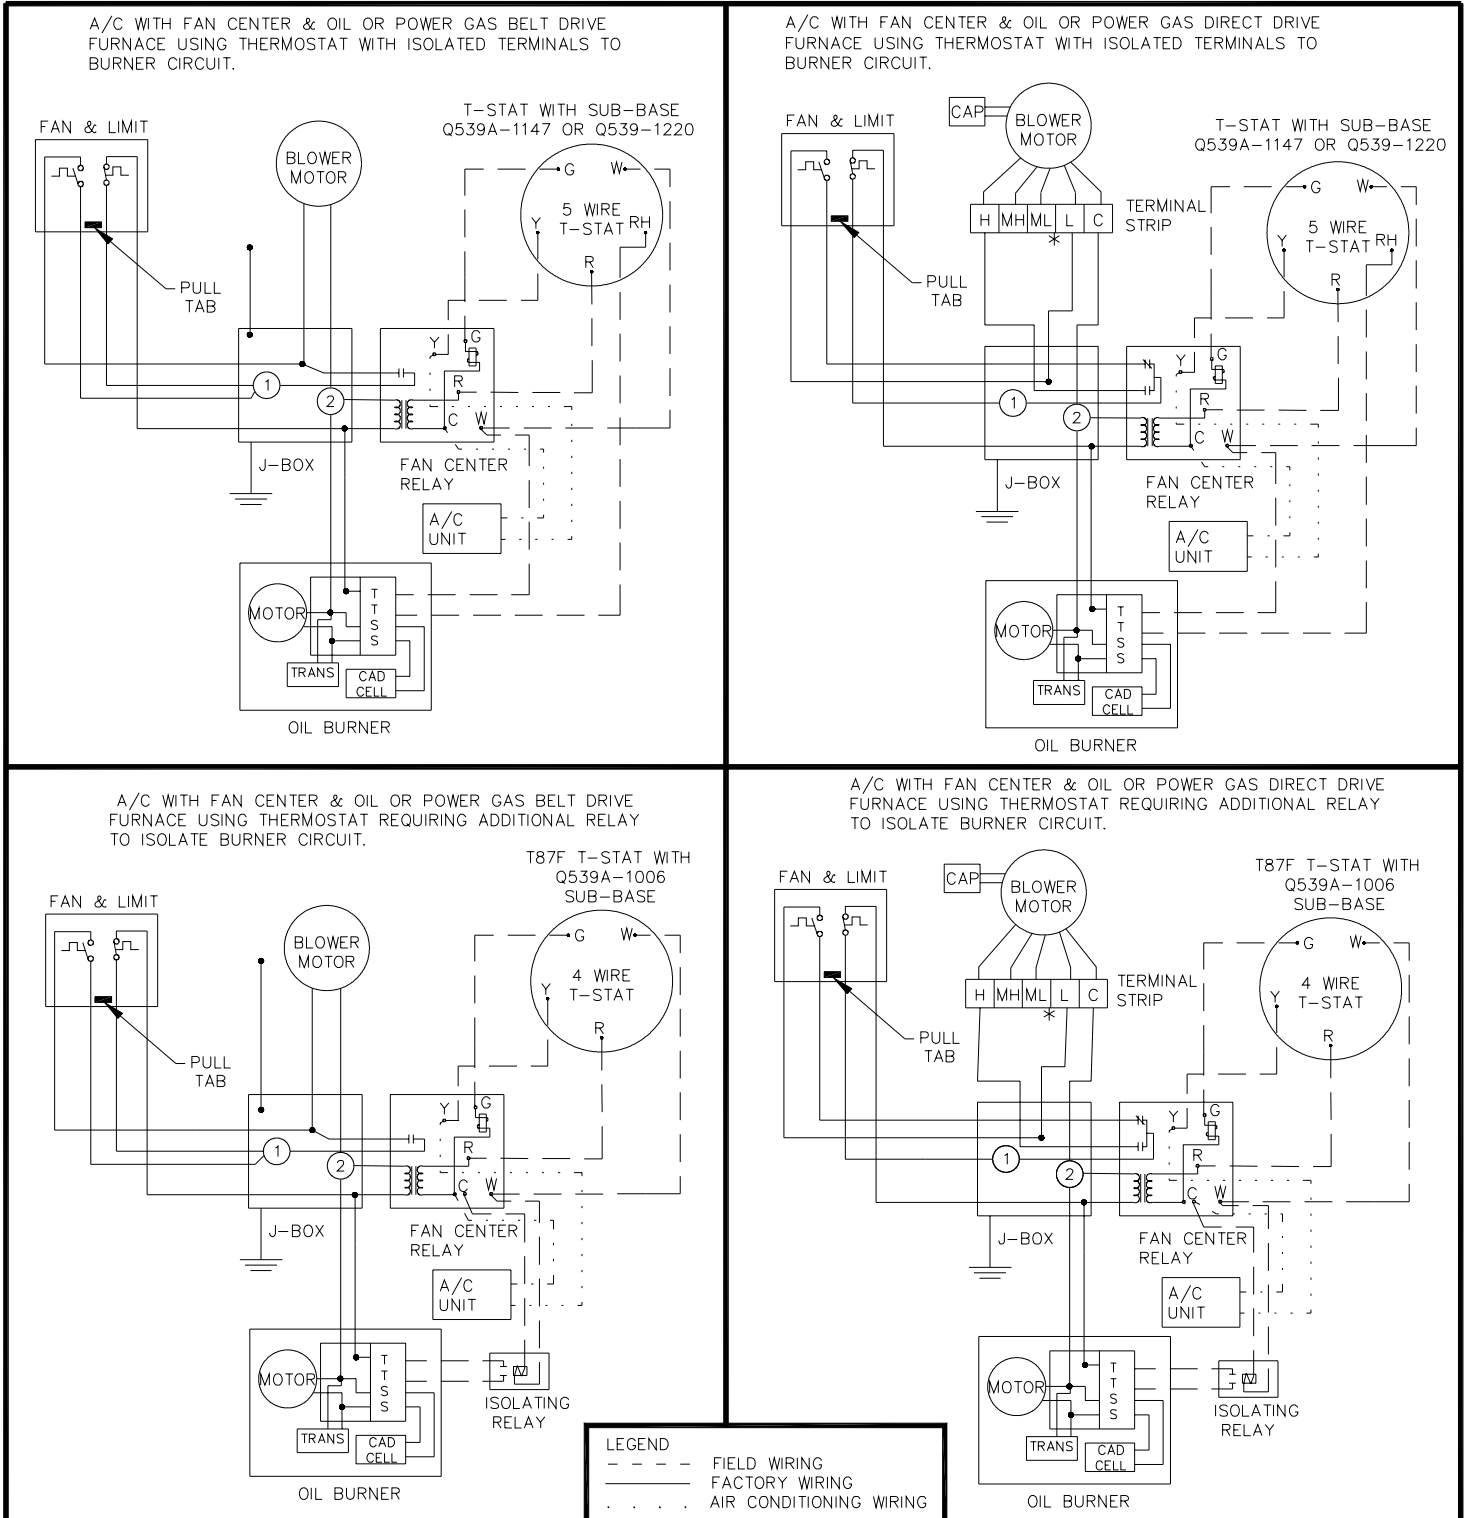 A/C WITH FAN CENTER & OIL OR POWER GAS BELT DRIVE
FURNACE USING THERMOSTAT WITH ISOLATED TERMINALS TO
BURNER CIRCUIT.
FAN & LIMIT
BLOWER
MOTOR
T-STAT WITH SUB-BASE
Q539A-1147 OR Q539-1220
G
W
5 WIRE
T-STAT
Y
RH
R
PULL
TAB
Y
G
R
1
2
C
W
J-BOX
FAN CENTER
RELAY
A/C
UNIT
MOTOR
T
T
S
S
TRANS
CAD
CELL
OIL BURNER
A/C WITH FAN CENTER & OIL OR POWER GAS DIRECT DRIVE
FURNACE USING THERMOSTAT WITH ISOLATED TERMINALS TO
BURNER CIRCUIT.
FAN & LIMIT
CAP
BLOWER
MOTOR
T-STAT WITH SUB-BASE
Q539A-1147 OR Q539-1220
H MH ML L C
*
TERMINAL
STRIP
G
W
5 WIRE
T-STAT
Y
RH
R
PULL
TAB
Y
G
R
1
2
C
W
J-BOX
FAN CENTER
RELAY
A/C
UNIT
MOTOR
T
T
S
S
TRANS
CAD
CELL
OIL BURNER
A/C WITH FAN CENTER & OIL OR POWER GAS BELT DRIVE
FURNACE USING THERMOSTAT REQUIRING ADDITIONAL RELAY
TO ISOLATE BURNER CIRCUIT.
T87F T-STAT WITH
Q539A-1006
SUB-BASE
FAN & LIMIT
BLOWER
MOTOR
G
W
4 WIRE
T-STAT
Y
R
PULL
TAB
Y
G
R
1
2
C
W
J-BOX
FAN CENTER
RELAY
A/C
UNIT
MOTOR
T
T
S
S
TRANS
CAD
CELL
ISOLATING
RELAY
OIL BURNER
A/C WITH FAN CENTER & OIL OR POWER GAS DIRECT DRIVE
FURNACE USING THERMOSTAT REQUIRING ADDITIONAL RELAY
TO ISOLATE BURNER CIRCUIT.
T87F T-STAT WITH
Q539A-1006
SUB-BASE
FAN & LIMIT
CAP
BLOWER
MOTOR
H MH ML L C
*
TERMINAL
STRIP
G
W
4 WIRE
T-STAT
Y
R
PULL
TAB
Y
G
R
1
2
C
W
J-BOX
FAN CENTER
RELAY
A/C
UNIT
MOTOR
T
T
S
S
TRANS
CAD
CELL
ISOLATING
RELAY
OIL BURNER
LEGEND
FIELD WIRING
FACTORY WIRING
AIR CONDITIONING WIRING